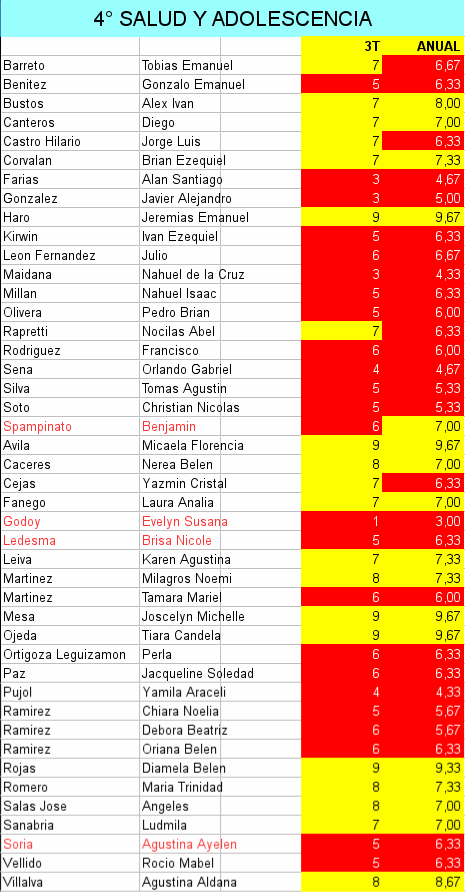 4° SALUD Y ADOLESCENCIA
3T ANUAL
Barreto Tobias Emanuel 7 6,67
Benitez Gonzalo Emanuel 5 6,33
Bustos Alex Ivan 7 8,00
Canteros Diego 7 7,00
Castro Hilario Jorge Luis 7 6,33
Corvalan Brian Ezequiel 7 7,33
Farias Alan Santiago 3 4,67
Gonzalez Javier Alejandro 3 5,00
Haro Jeremias Emanuel 9 9,67
Kirwin Ivan Ezequiel 5 6,33
Leon Fernandez Julio 6 6,67
Maidana Nahuel de la Cruz 3 4,33
Millan Nahuel Isaac 5 6,33
Olivera Pedro Brian 5 6,00
Rapretti Nocilas Abel 7 6,33
Rodriguez Francisco 6 6,00
Sena Orlando Gabriel 4 4,67
Silva Tomas Agustin 5 5,33
Soto Christian Nicolas 5 5,33
Spampinato Benjamin 6 7,00
Avila Micaela Florencia 9 9,67
Caceres Nerea Belen 8 7,00
Cejas Yazmin Cristal 7 6,33
Fanego Laura Analia 7 7,00
Godoy Evelyn Susana 1 3,00
Ledesma Brisa Nicole 5 6,33
Leiva Karen Agustina 7 7,33
Martinez Milagros Noemi 8 7,33
Martinez Tamara Mariel 6 6,00
Mesa Joscelyn Michelle 9 9,67
Ojeda Tiara Candela 9 9,67
Ortigoza Leguizamon Perla 6 6,33
Paz Jacqueline Soledad 6 6,33
Pujol Yamila Araceli 4 4,33
Ramirez Chiara Noelia 5 5,67
Ramirez Debora Beatriz 6 5,67
Ramirez Oriana Belen 6 6,33
Rojas Diamela Belen 9 9,33
Romero Maria Trinidad 8 7,33
Salas Jose Angeles 8 7,00
Sanabria Ludmila 7 7,00
Soria Agustina Ayelen 5 6,33
Vellido Rocio Mabel 5 6,33
Villalva Agustina Aldana 8 8,67